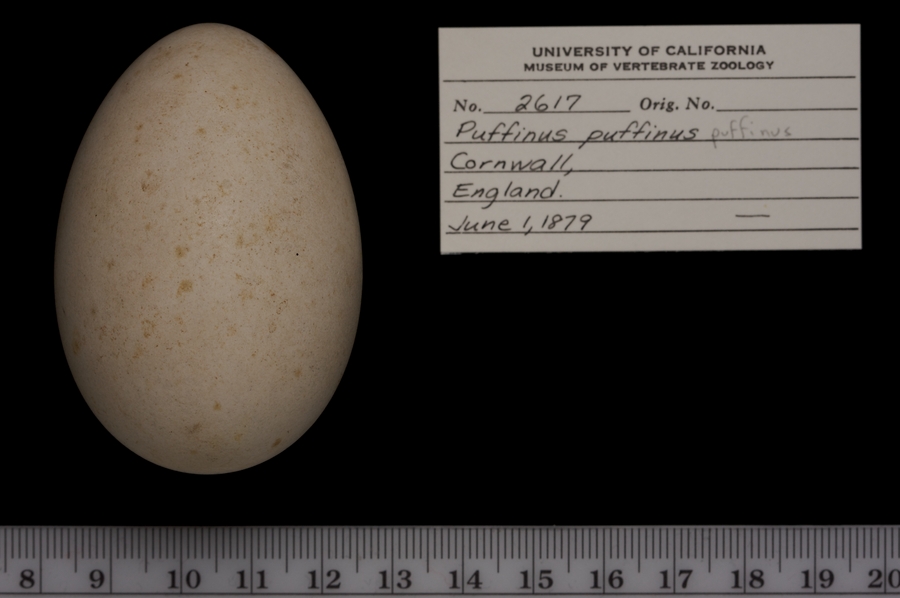 UNIVERSITY OF CALIFORNIA
MUSEUM OF VERTEBRATE ZOOLOGY
No. 2617 Orig. No.
Puffinus puffinus puffinus
Cornwall,
England.
June 1, 1879 —
8 9 10 11 12 13 14 15 16 17 18 19 20